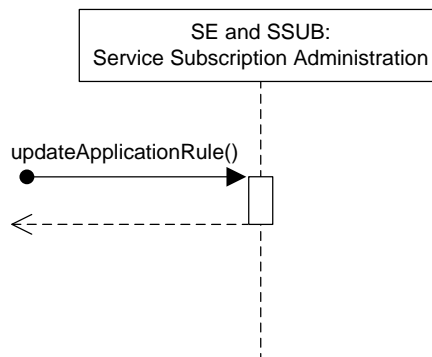 SE and SSUB:
Service Subscription Administration
updateApplicationRule()